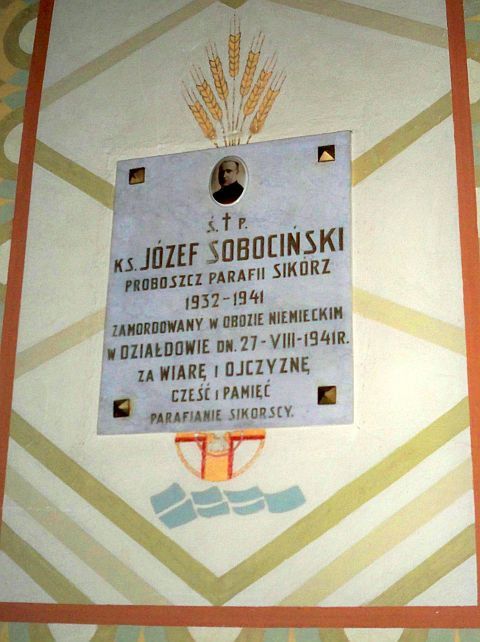 Ś.✝P.
KS. JÓZEF SOBOCIŃSKI
PROBOSZCZ PARAFII SIKÓRZ
1932-1941
ZAMORDOWANY W OBOZIE NIEMIECKIM
W DZIAŁDOWIE DN. 27-VIII-1941R.
ZA WIARĘ I OJCZYZNĘ
CZEŚĆ I PAMIĘĆ
PARAFIANIE SIKORSCY.